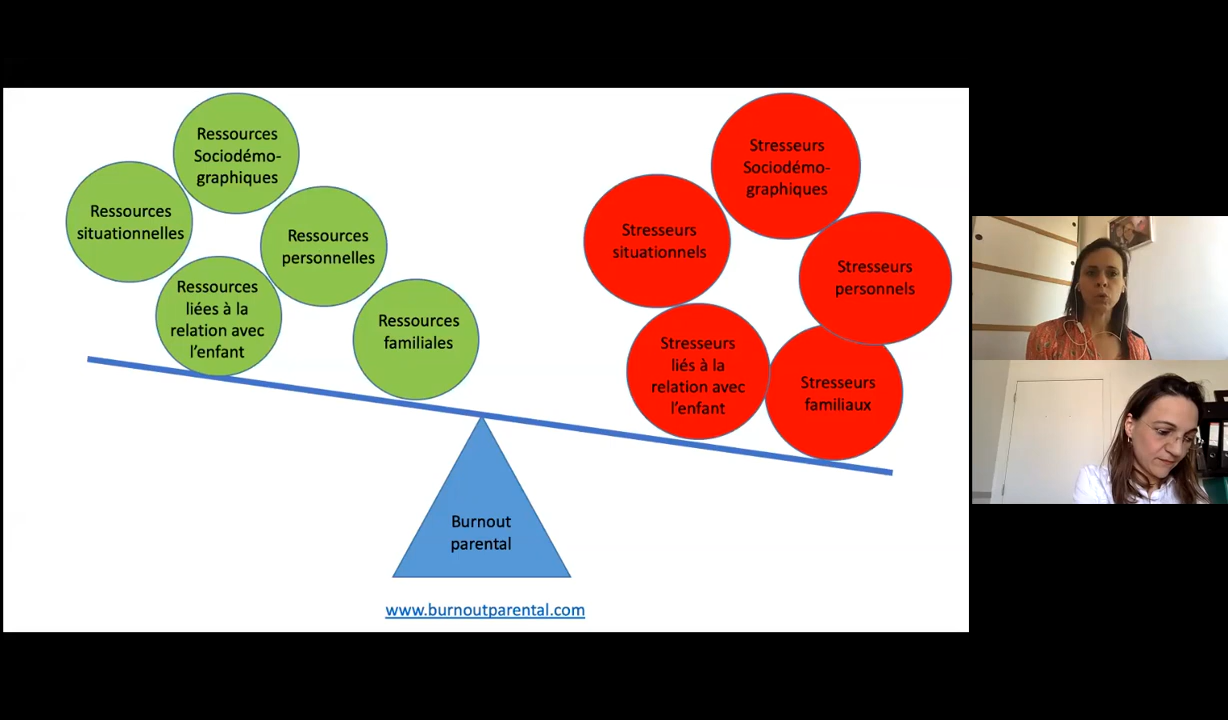 Ressources
Sociodémo-
graphiques
Ressources
situationnelles
Ressources
personnelles
Ressources
liées à la
relation avec
l'enfant
Ressources
familiales
Stresseurs
Sociodémo-
graphiques
Stresseurs
situationnels
Stresseurs
personnels
Stresseurs
liés à la
relation avec
l'enfant
Stresseurs
familiaux
Burnout
parental
www.burnoutparental.com